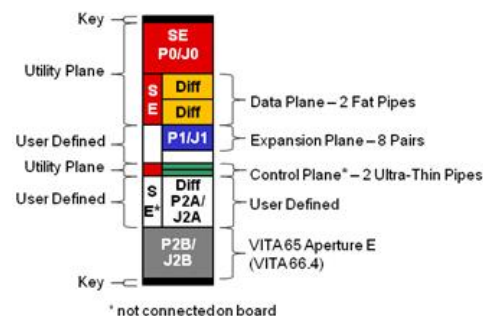 Key
SE
P0/J0
Utility Plane
S
E
Diff
Diff
Data Plane – 2 Fat Pipes
User Defined
P1/J1
Expansion Plane – 8 Pairs
Utility Plane
Control Plane* – 2 Ultra-Thin Pipes
User Defined
S
E*
Diff
P2A/
J2A
User Defined
P2B/
J2B
VITA65 Aperture E
(VITA66.4)
Key
* not connected on board